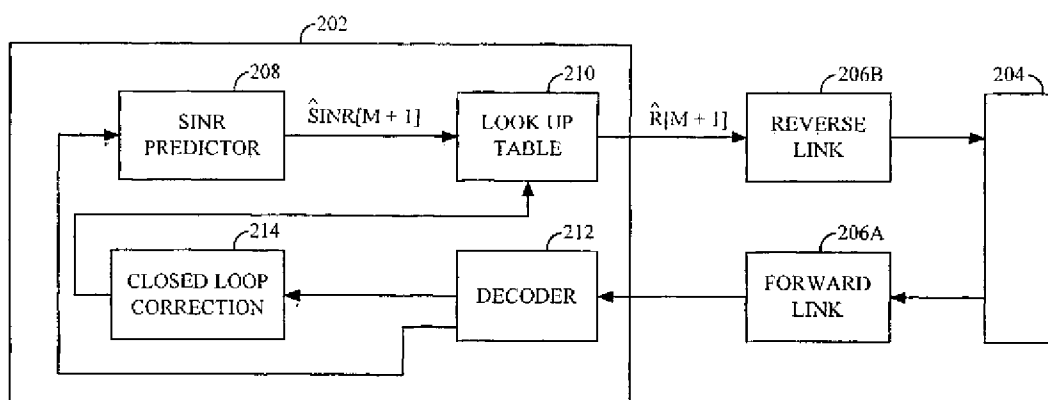 202
208
210
206B
204
SINR
PREDICTOR
ŜINR[M + 1]
LOOK UP
TABLE
R̂[M + 1]
REVERSE
LINK
214
212
206A
CLOSED LOOP
CORRECTION
DECODER
FORWARD
LINK